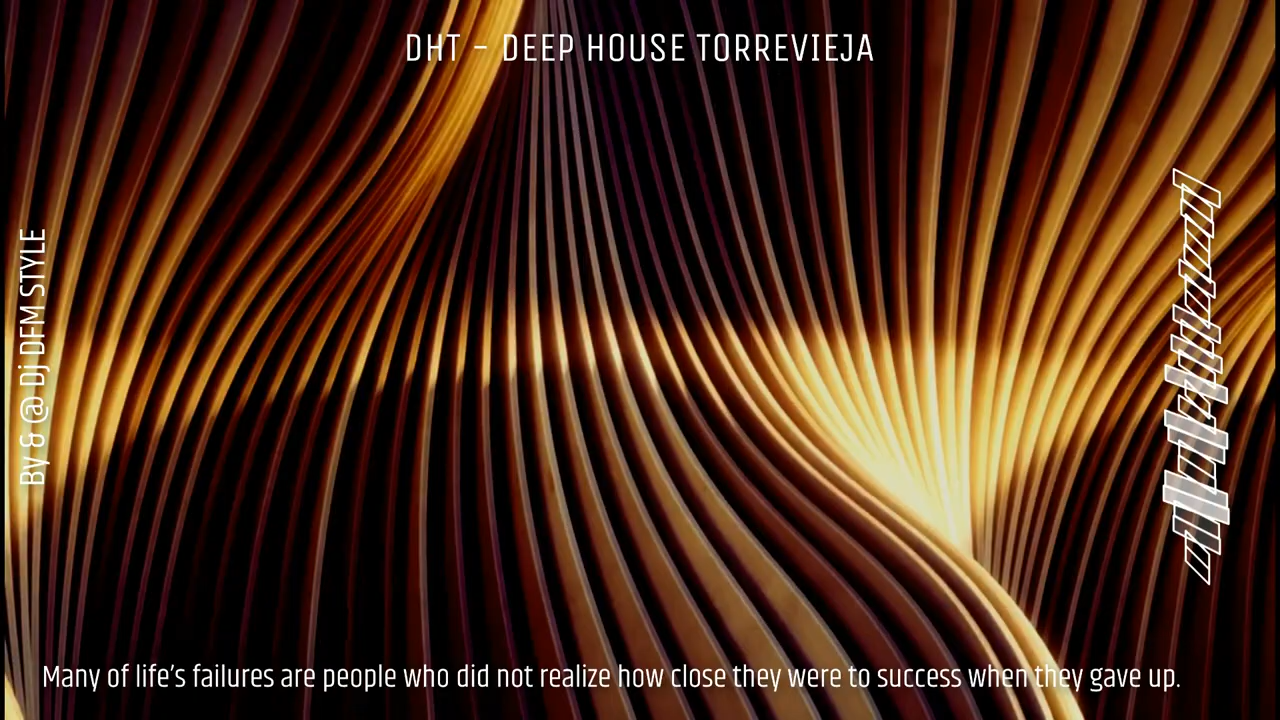 DHT - DEEP HOUSE TORREVIEJA
By & @ Dj DFM STYLE
Many of life's failures are people who did not realize how close they were to success when they gave up.